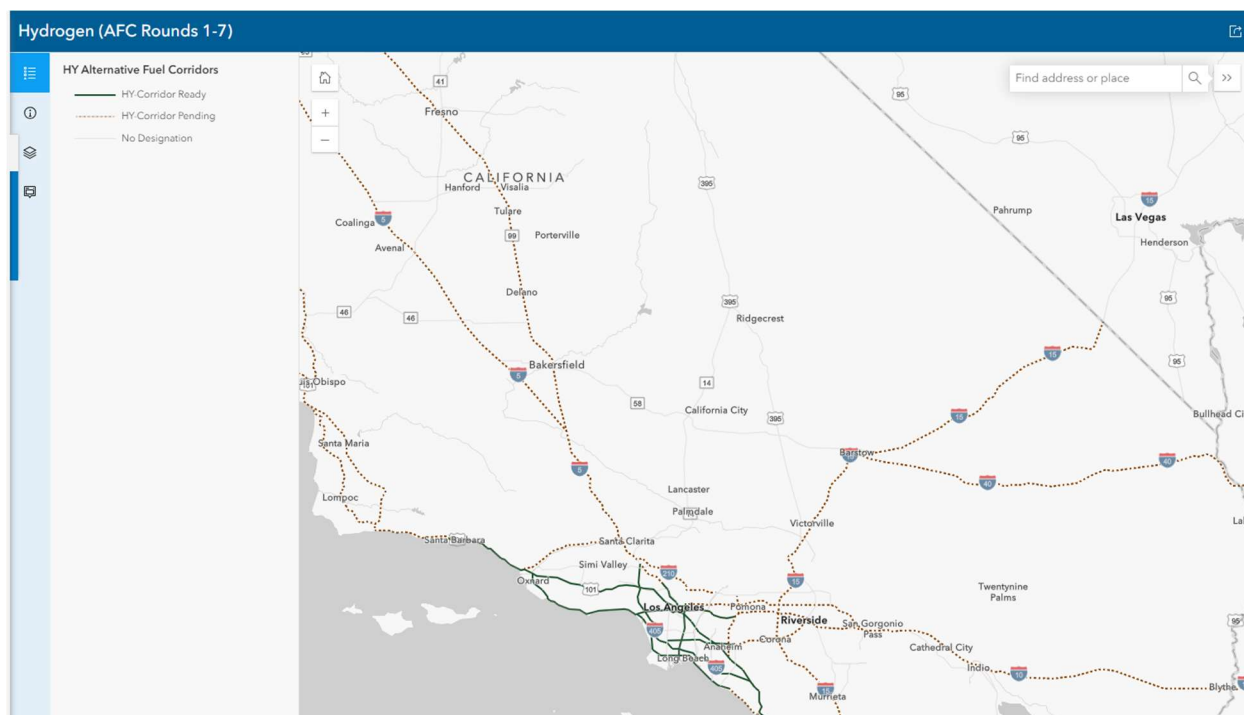 Hydrogen (AFC Rounds 1-7)
HY Alternative Fuel Corridors
HY-Corridor Ready
HY-Corridor Pending
No Designation
Find address or place
41
95
Fresno
95
CALIFORNIA
395
Hanford
Visalia
15
Tulare
Pahrump
Las Vegas
Coalinga
5
99
Porterville
Henderson
Avenal
Delano
95
395
46
46
Ridgecrest
15
Bakersfield
95
5
uis Obispo
101
14
58
California City
395
15
Bullhead Ci
Santa Maria
Barstow
40
5
40
Lompoc
Lancaster
Palmdale
Victorville
La
Santa Barbara
Santa Clarita
Simi Valley
210
15
Oxnard
101
Twentynine
Palms
Los Angeles
Pomona
Riverside
San Gorgonio
Pass
95
405
Anaheim
Corona
Cathedral City
Long Beach
405
Indio
10
Blythe
15
Murrieta